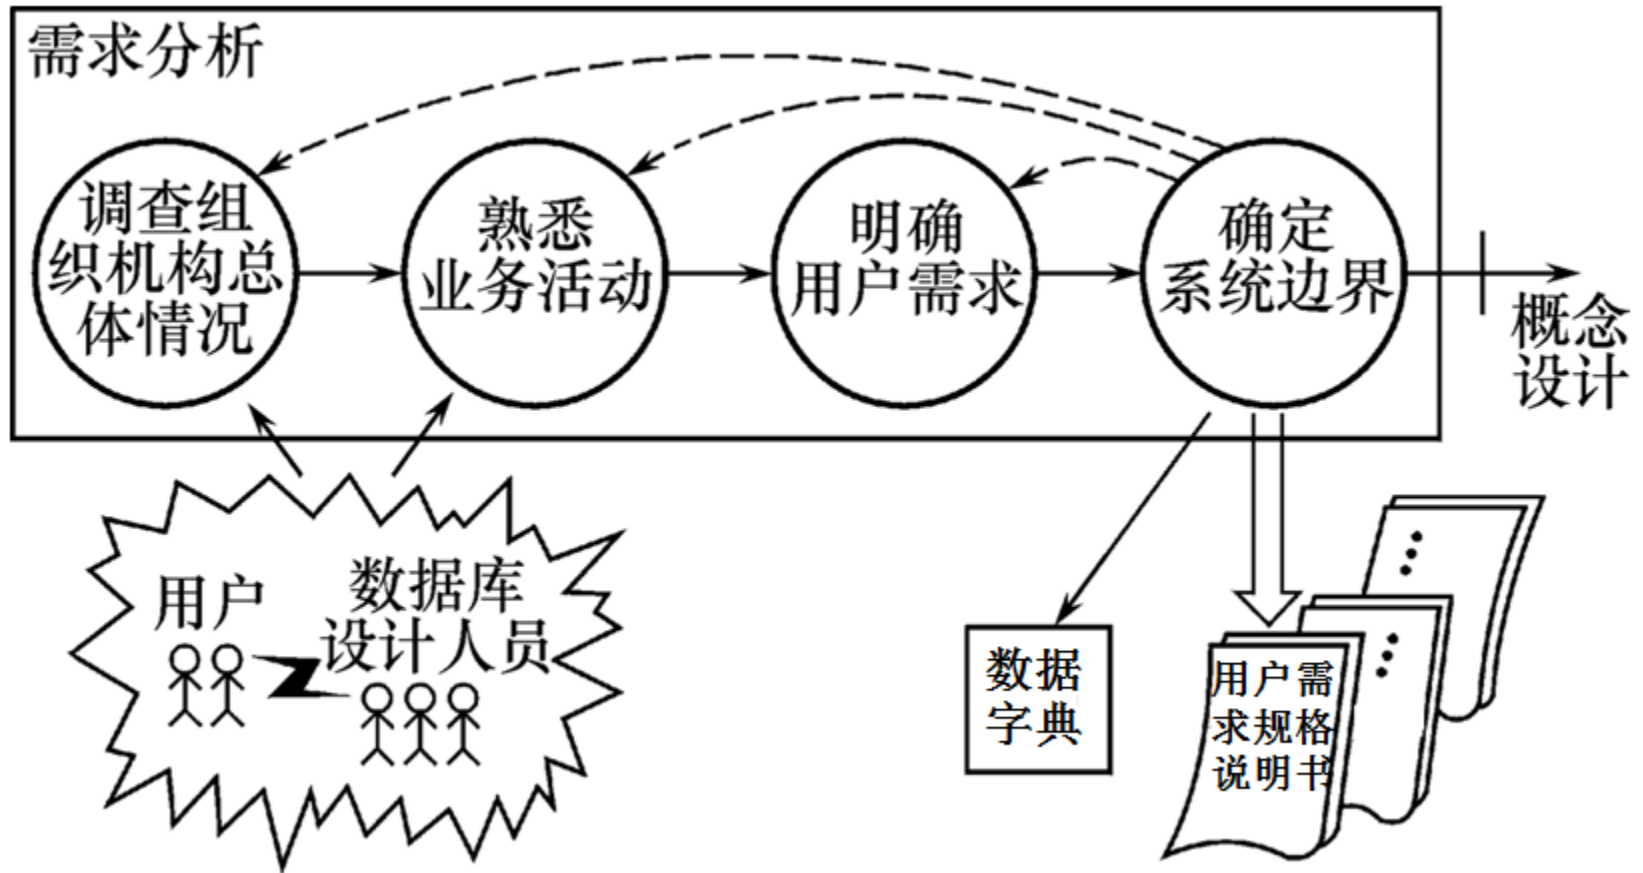 需求分析
调查组
织机构总
体情况
熟悉
业务活动
明确
用户需求
确定
系统边界
概念
设计
用户
数据库
设计人员
数据
字典
用户需
求规格
说明书